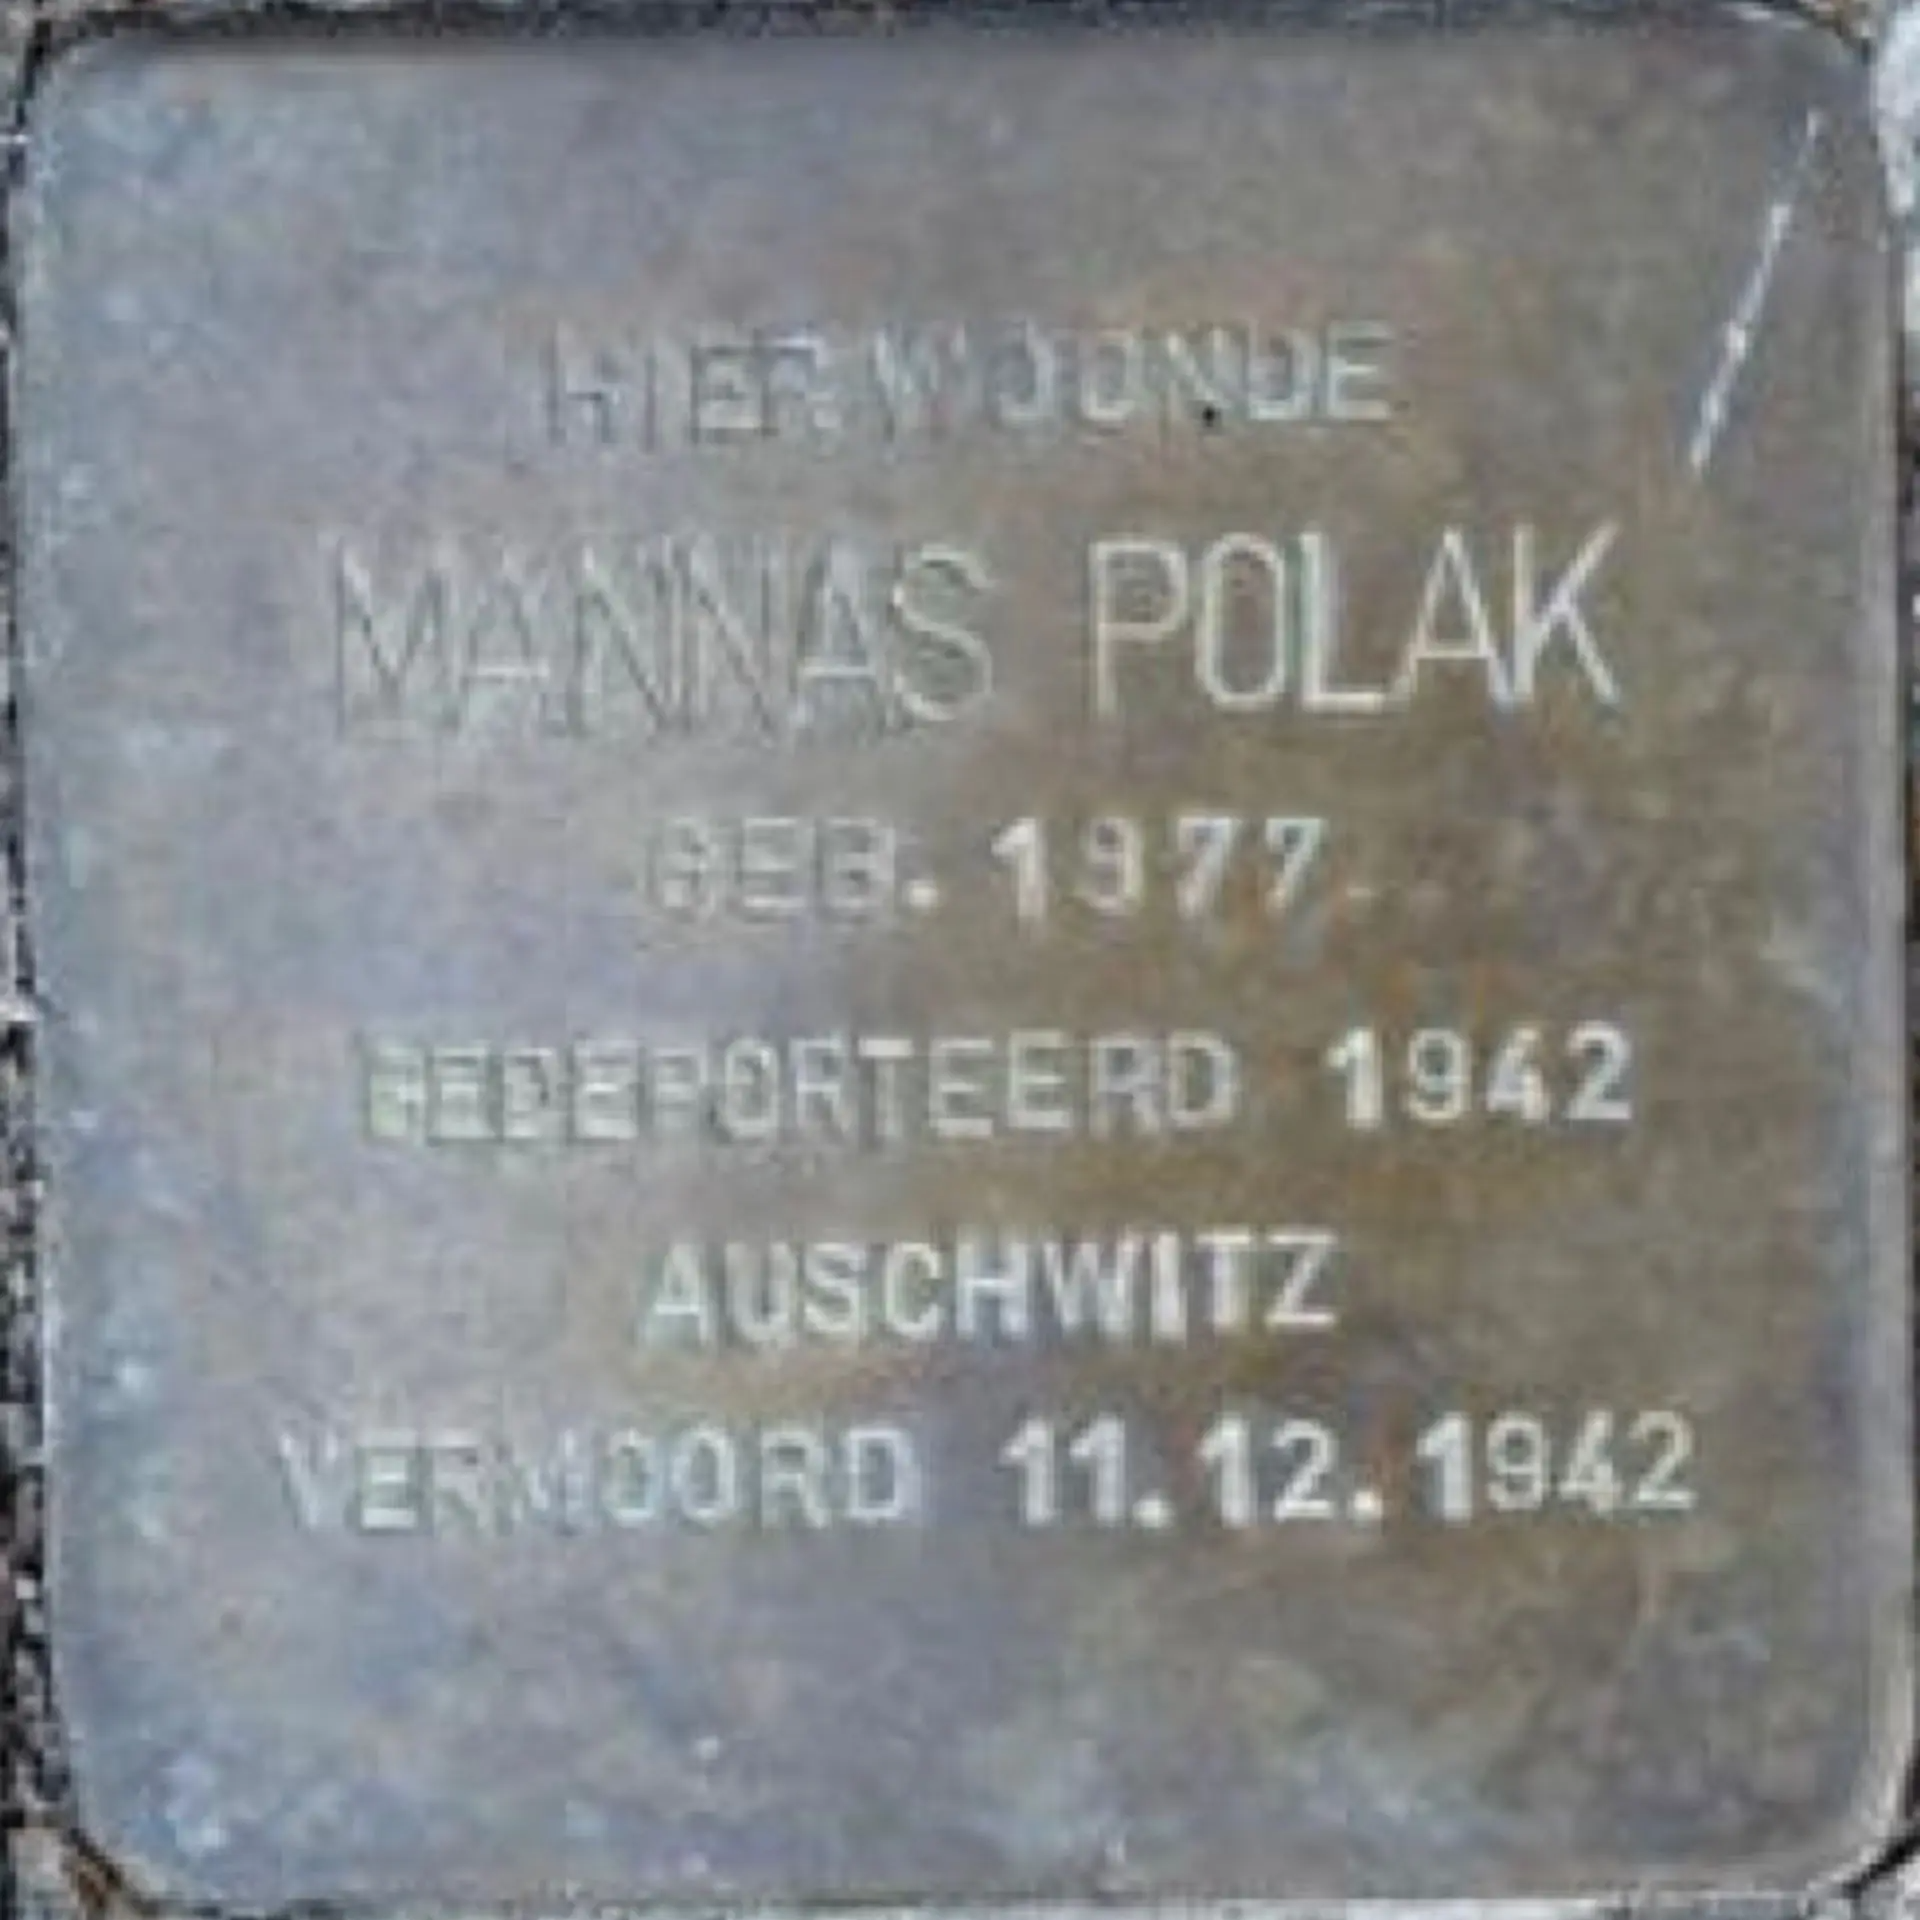 HIER WOONDE
MANNAS POLAK
GEB. 1977
GEDEPORTEERD 1942
AUSCHWITZ
VERMOORD 11.12.1942